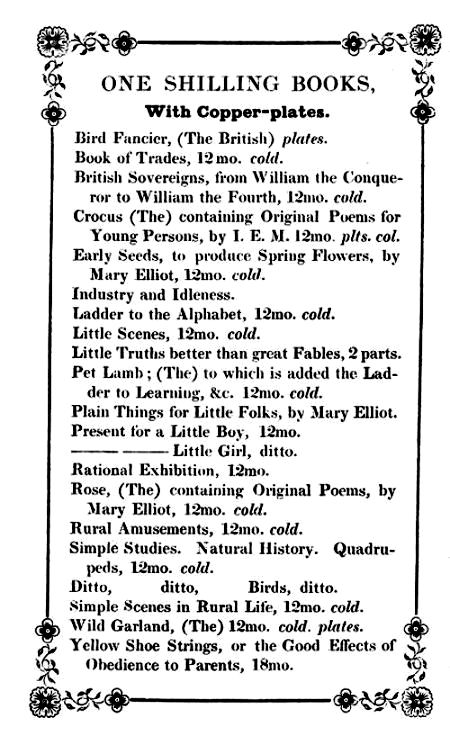 ONE SHILLING BOOKS,
With Copper-plates.
Bird Fancier, (The British) plates.
Book of Trades, 12mo. cold.
British Sovereigns, from William the Conque-
ror to William the Fourth, 12mo. cold.
Crocus (The) containing Original Poems for
Young Persons, by I. E. M. 12mo. plts. col.
Early Seeds, to produce Spring Flowers, by
Mary Elliot, 12mo. cold.
Industry and Idleness.
Ladder to the Alphabet, 12mo. cold.
Little Scenes, 12mo. cold.
Little Truths better than great Fables, 2 parts.
Pet Lamb; (The) to which is added the Lad-
der to Learning, &c. 12mo. cold.
Plain Things for Little Folks, by Mary Elliot.
Present for a Little Boy, 12mo.
——— ——— Little Girl, ditto.
Rational Exhibition, 12mo.
Rose, (The) containing Original Poems, by
Mary Elliot, 12mo. cold.
Rural Amusements, 12mo. cold.
Simple Studies. Natural History. Quadru-
peds, 12mo. cold.
Ditto, ditto, Birds, ditto.
Simple Scenes in Rural Life, 12mo. cold.
Wild Garland, (The) 12mo. cold. plates.
Yellow Shoe Strings, or the Good Effects of
Obedience to Parents, 18mo.